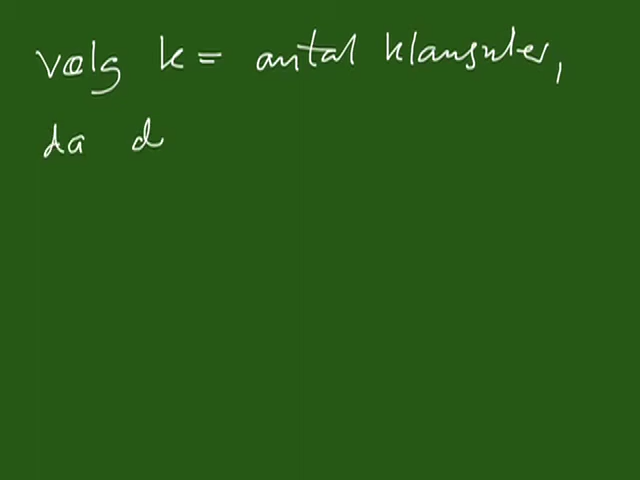 vælg k = antal klausuler,
da d